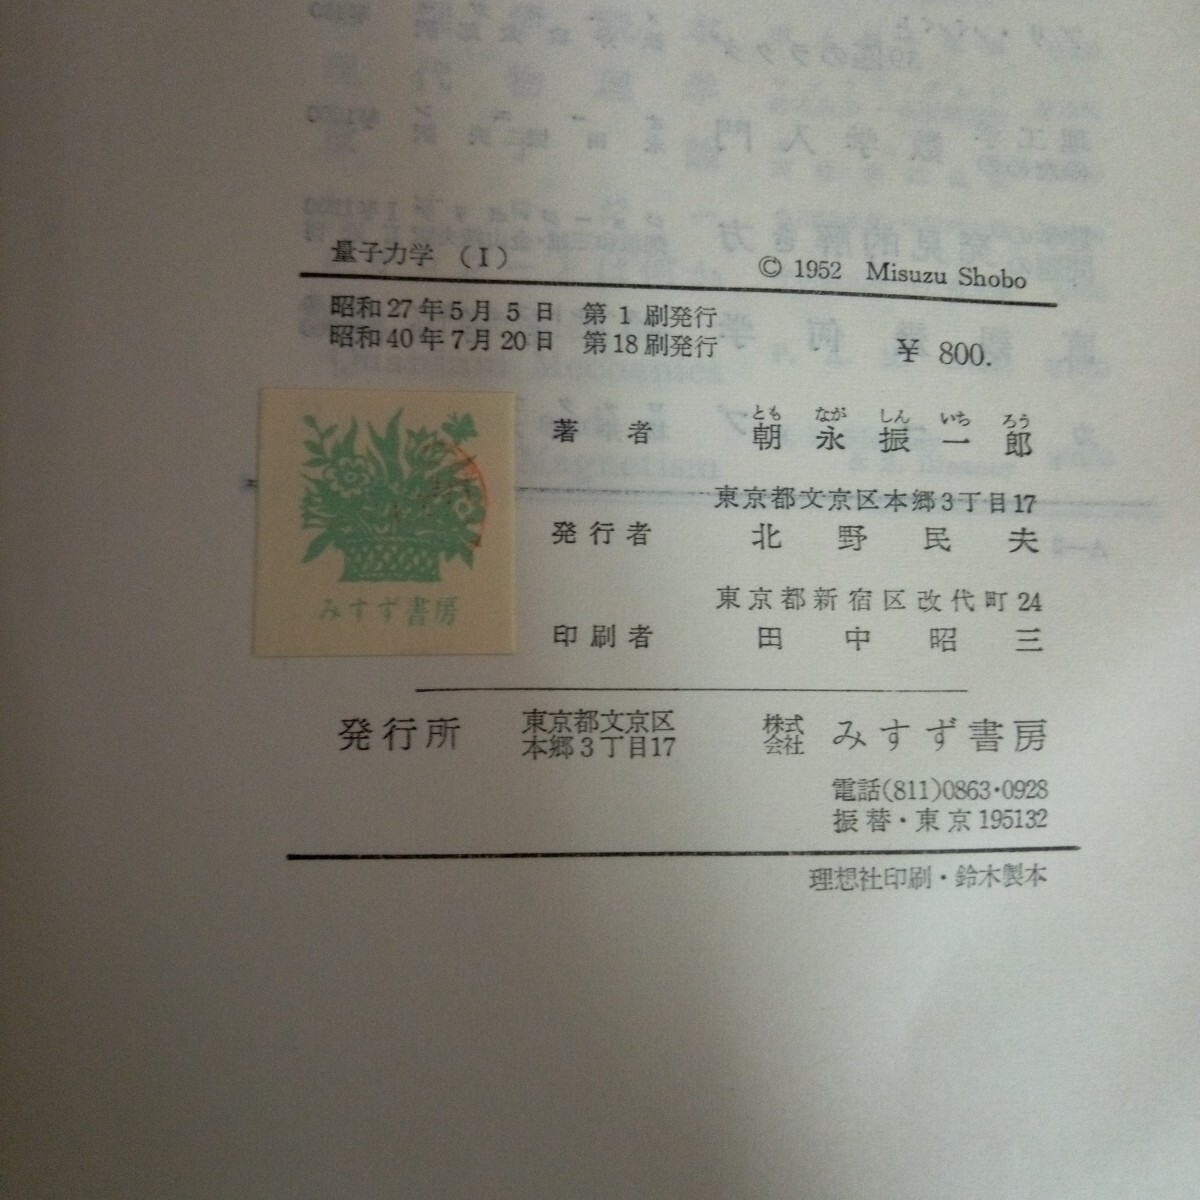 量子力学 (I)
© 1952 Misuzu Shobo
昭和27年5月5日 第1刷発行
昭和40年7月20日 第18刷発行
¥ 800.
とも なが しん いち ろう
著者 朝永振一郎
東京都文京区本郷3丁目17
発行者 北野民夫
東京都新宿区改代町24
印刷者 田中昭三
みすず書房
発行所 東京都文京区本郷3丁目17 株式会社 みすず書房
電話(811)0863・0928
振替・東京195132
理想社印刷・鈴木製本